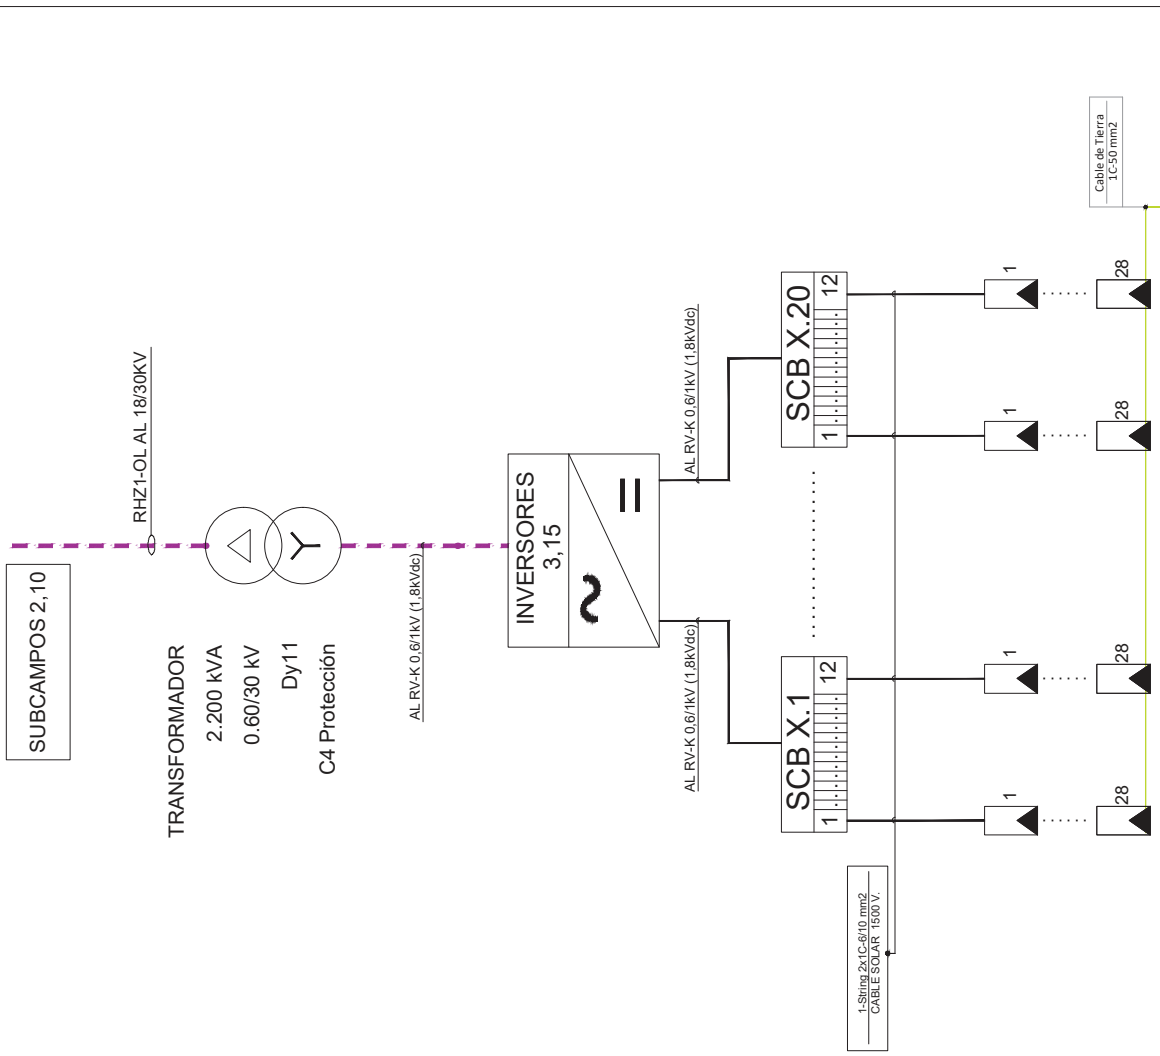 SUBCAMPOS 2,10
RHZ1-OL AL 18/30KV
TRANSFORMADOR
2.200 kVA
0.60/30 kV
Dy11
C4 Protección
AL RV-K 0,6/1kV (1,8kVdc)
INVERSORES
3,15
AL RV-K 0,6/1kV (1,8kVdc)
AL RV-K 0,6/1kV (1,8kVdc)
SCB X.1
1 12
SCB X.20
1 12
1-String 2x1C-6/10 mm2
CABLE SOLAR 1500 V.
Cable de Tierra
1C-50 mm2
1
1
1
1
28
28
28
28